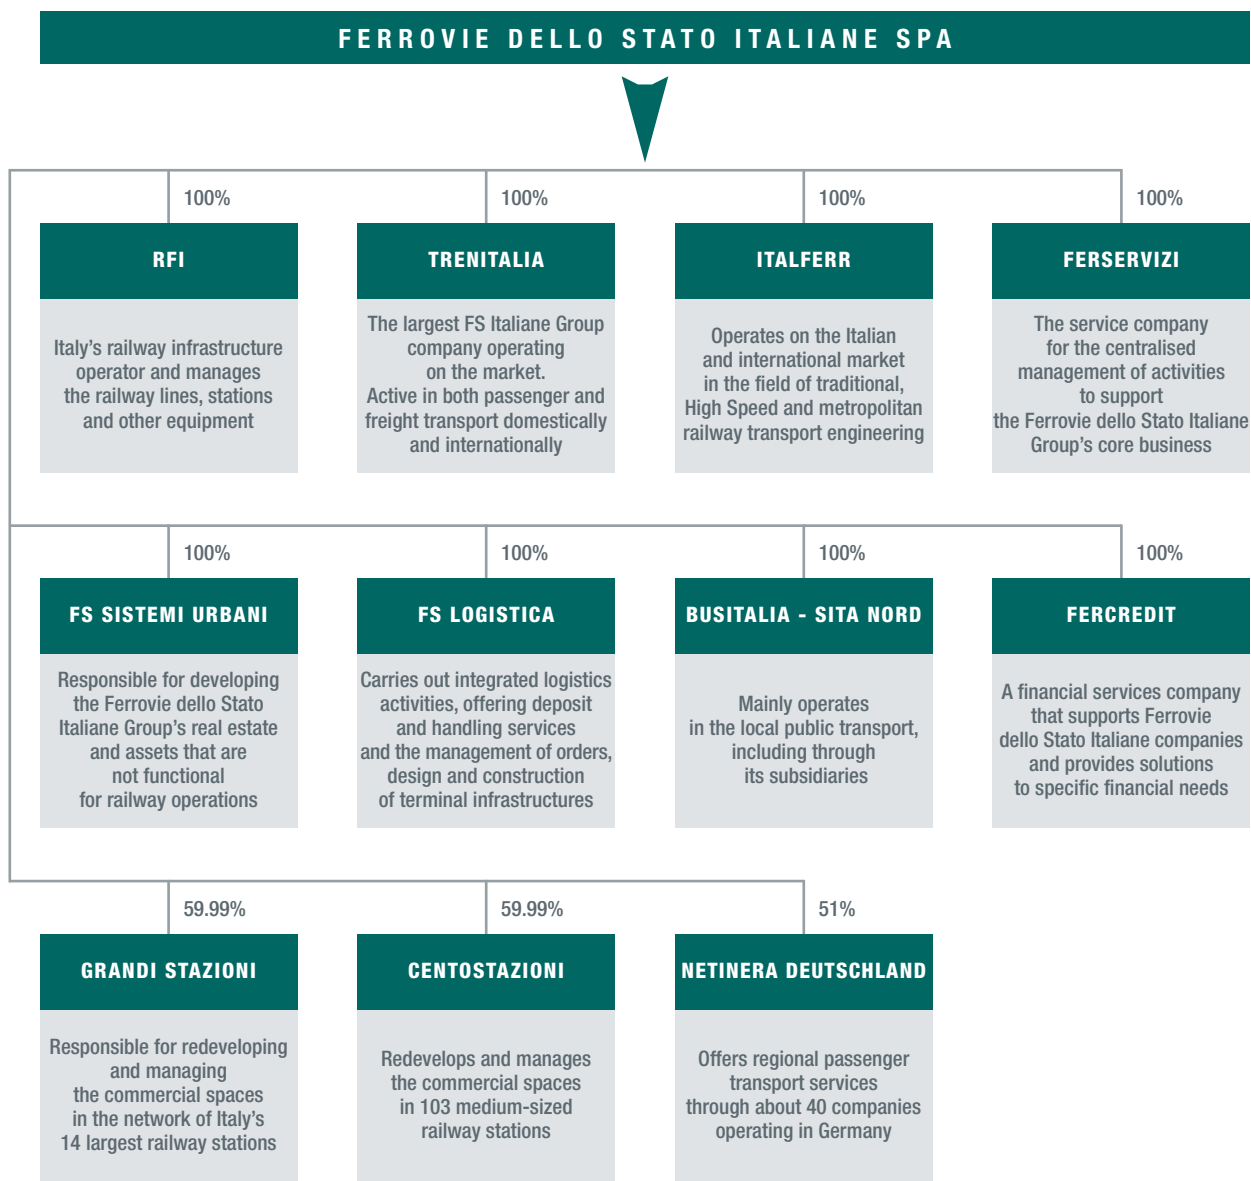 FERROVIE DELLO STATO ITALIANE SPA
100%
RFI
Italy's railway infrastructure
operator and manages
the railway lines, stations
and other equipment
100%
TRENITALIA
The largest FS Italiane Group
company operating
on the market.
Active in both passenger and
freight transport domestically
and internationally
100%
ITALFERR
Operates on the Italian
and international market
in the field of traditional,
High Speed and metropolitan
railway transport engineering
100%
FERSERVIZI
The service company
for the centralised
management of activities
to support
the Ferrovie dello Stato Italiane
Group's core business
100%
FS SISTEMI URBANI
Responsible for developing
the Ferrovie dello Stato
Italiane Group's real estate
and assets that are
not functional
for railway operations
100%
FS LOGISTICA
Carries out integrated logistics
activities, offering deposit
and handling services
and the management of orders,
design and construction
of terminal infrastructures
100%
BUSITALIA - SITA NORD
Mainly operates
in the local public transport,
including through
its subsidiaries
100%
FERCREDIT
A financial services company
that supports Ferrovie
dello Stato Italiane companies
and provides solutions
to specific financial needs
59.99%
GRANDI STAZIONI
Responsible for redeveloping
and managing
the commercial spaces
in the network of Italy's
14 largest railway stations
59.99%
CENTOSTAZIONI
Redevelops and manages
the commercial spaces
in 103 medium-sized
railway stations
51%
NETINERA DEUTSCHLAND
Offers regional passenger
transport services
through about 40 companies
operating in Germany